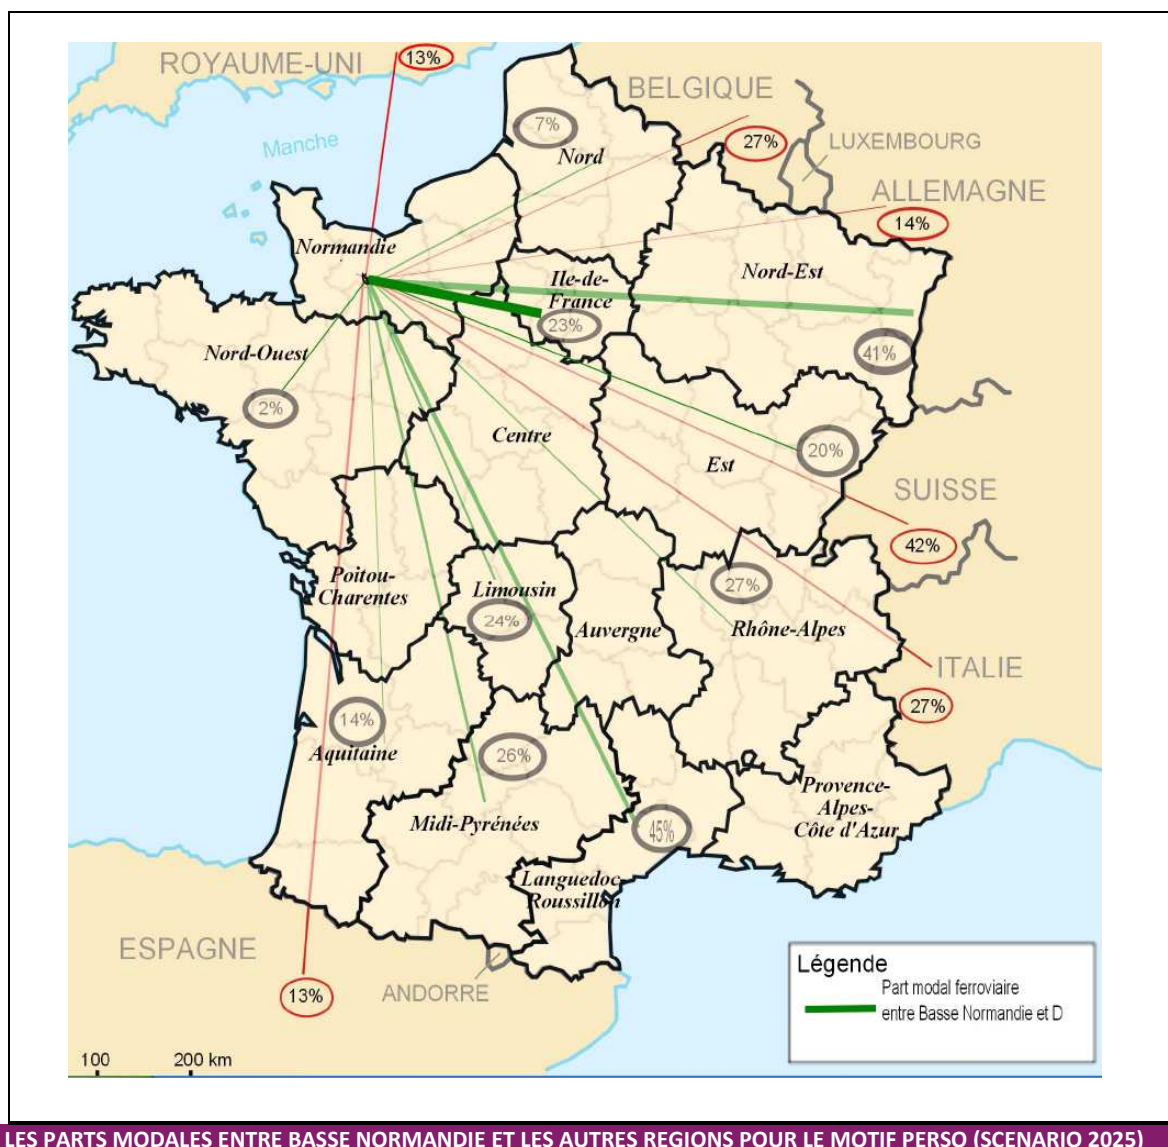 ROYAUME-UNI
13%
BELGIQUE
7%
Nord
27%
LUXEMBOURG
Manche
ALLEMAGNE
14%
Normandie
Ile-de-
France
Nord-Est
23%
41%
Nord-Ouest
2%
Centre
Est
20%
SUISSE
42%
Poitou-
Charentes
Limousin
24%
27%
Auvergne
Rhône-Alpes
ITALIE
27%
14%
Aquitaine
26%
Provence-
Alpes-
Côte d'Azur
Midi-Pyrénées
45%
Languedoc-
Roussillon
ESPAGNE
13%
ANDORRE
Légende
Part modal ferroviaire
entre Basse Normandie et D
100 200 km
LES PARTS MODALES ENTRE BASSE NORMANDIE ET LES AUTRES REGIONS POUR LE MOTIF PERSO (SCENARIO 2025)